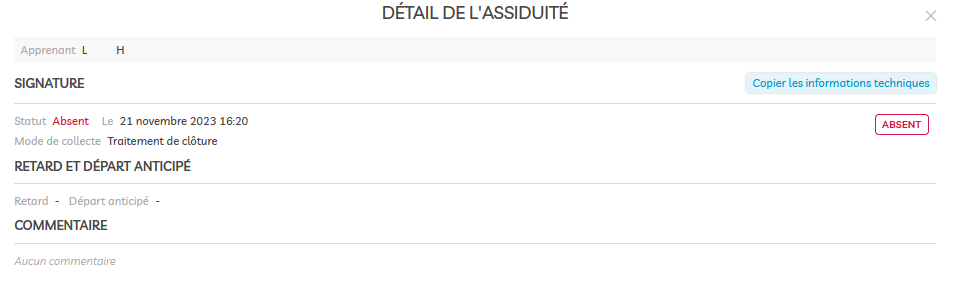 DÉTAIL DE L'ASSIDUITÉ
Apprenant L H
SIGNATURE
Copier les informations techniques
Statut Absent Le 21 novembre 2023 16:20
ABSENT
Mode de collecte Traitement de clôture
RETARD ET DÉPART ANTICIPÉ
Retard - Départ anticipé -
COMMENTAIRE
Aucun commentaire